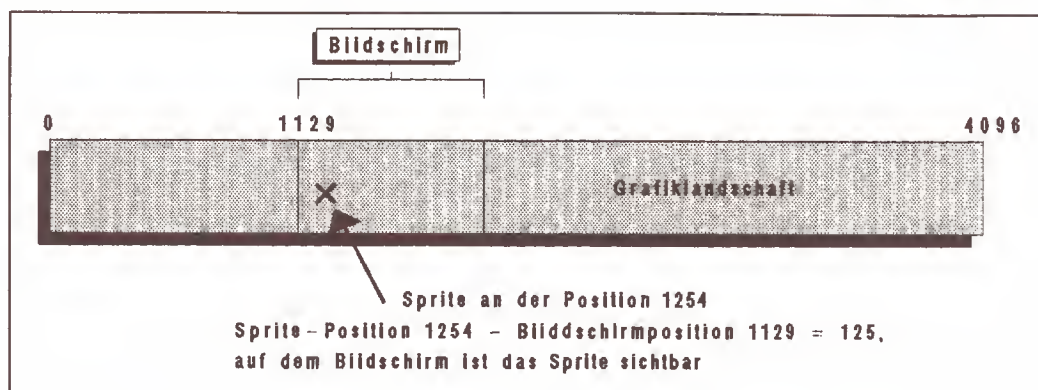 Bildschirm
0 1129 4096
Grafiklandschaft
Sprite an der Position 1254
Sprite-Position 1254 - Bilddschirmposition 1129 = 125,
auf dem Bildschirm ist das Sprite sichtbar